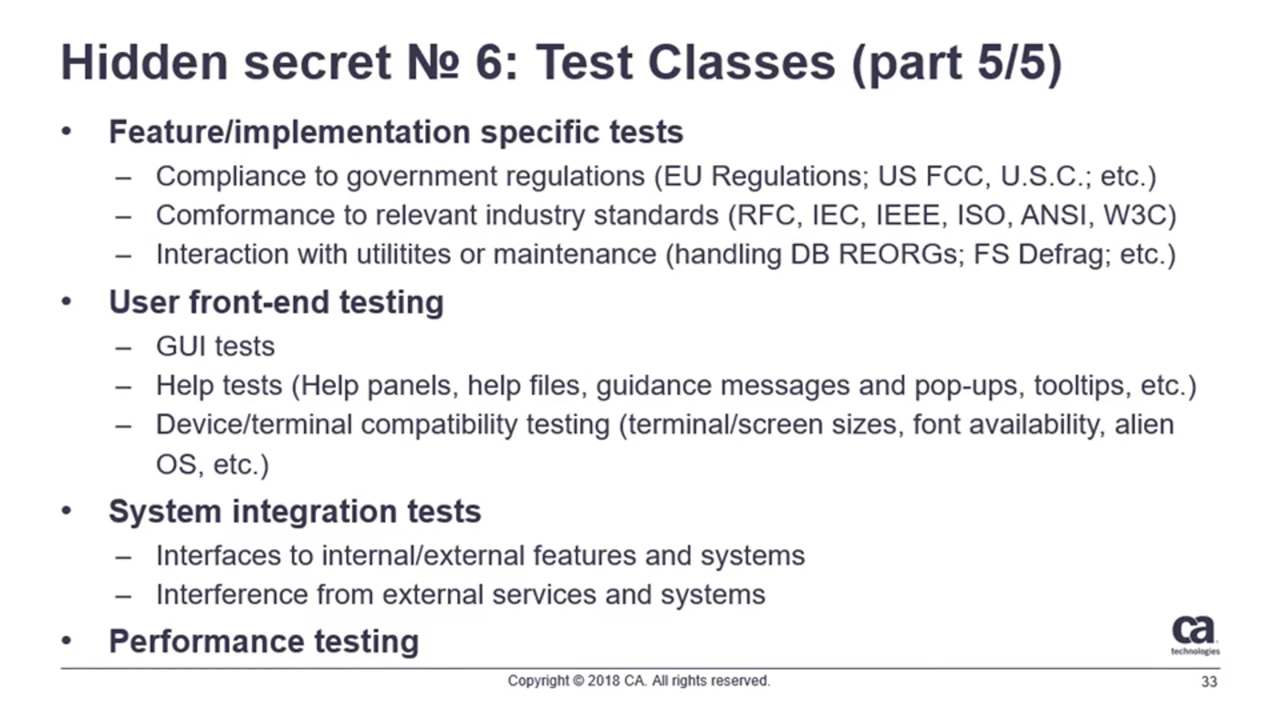 Hidden secret № 6: Test Classes (part 5/5)
• Feature/implementation specific tests
– Compliance to government regulations (EU Regulations; US FCC, U.S.C.; etc.)
– Comformance to relevant industry standards (RFC, IEC, IEEE, ISO, ANSI, W3C)
– Interaction with utilitites or maintenance (handling DB REORGs; FS Defrag; etc.)
• User front-end testing
– GUI tests
– Help tests (Help panels, help files, guidance messages and pop-ups, tooltips, etc.)
– Device/terminal compatibility testing (terminal/screen sizes, font availability, alien
OS, etc.)
• System integration tests
– Interfaces to internal/external features and systems
– Interference from external services and systems
• Performance testing
ca
technologies
Copyright © 2018 CA. All rights reserved.
33